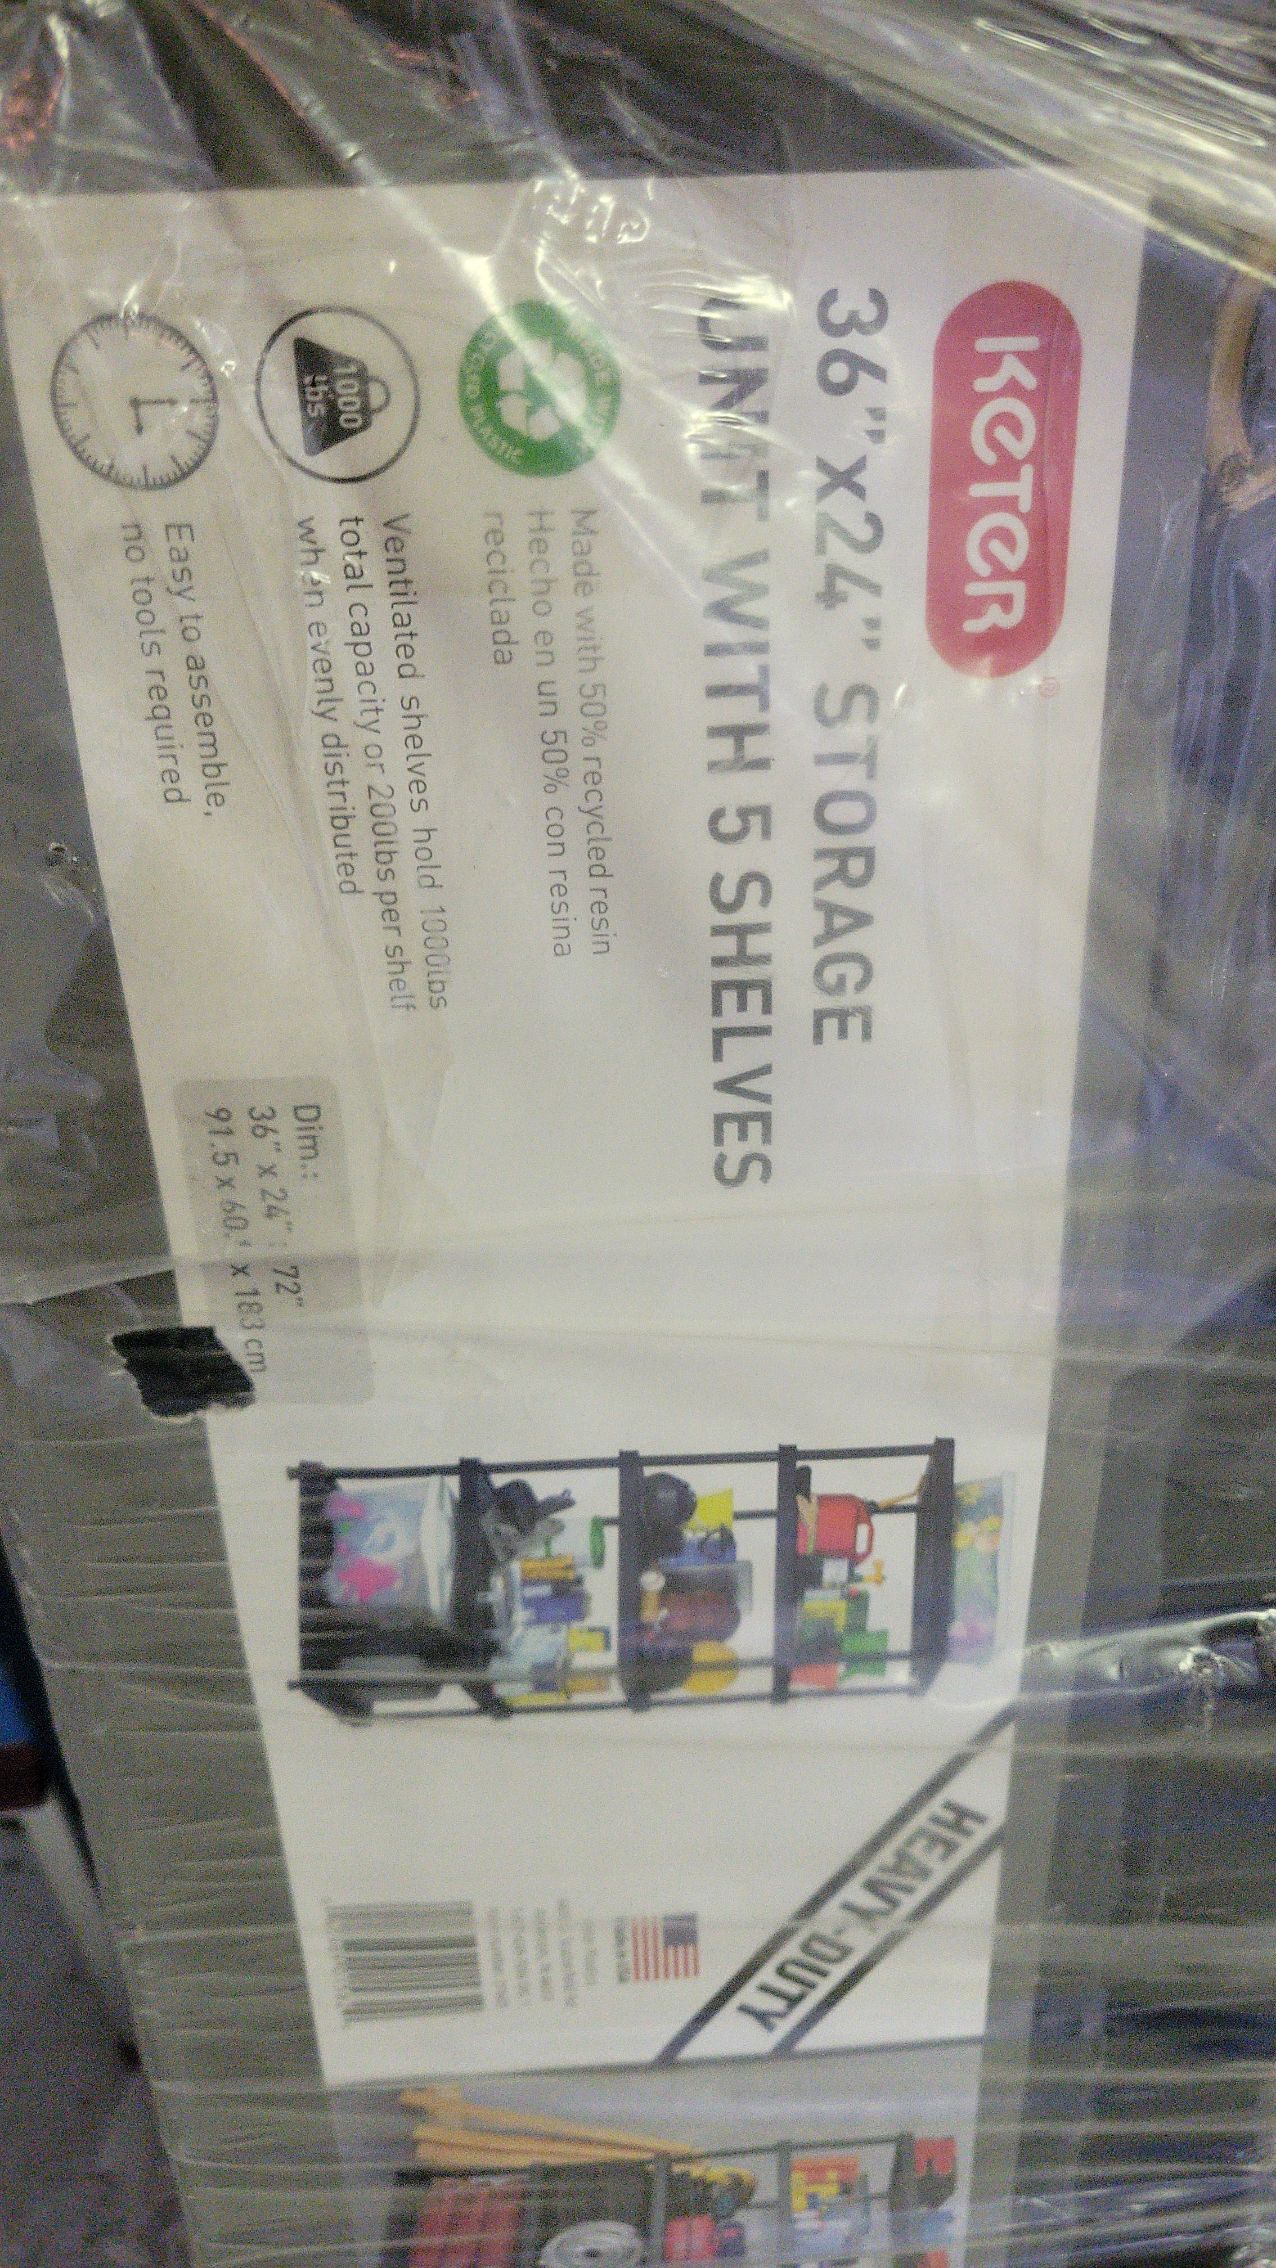 KETER®
36"x24" STORAGE
UNIT WITH 5 SHELVES
Made with 50% recycled resin
Hecho en un 50% con resina
reciclada
1000
lbs
Ventilated shelves hold 1000lbs
total capacity or 200lbs per shelf
when evenly distributed
Easy to assemble,
no tools required
Dim.:
36" x 24" 72"
91.5 x 60. x 183 cm
HEAVY-DUTY